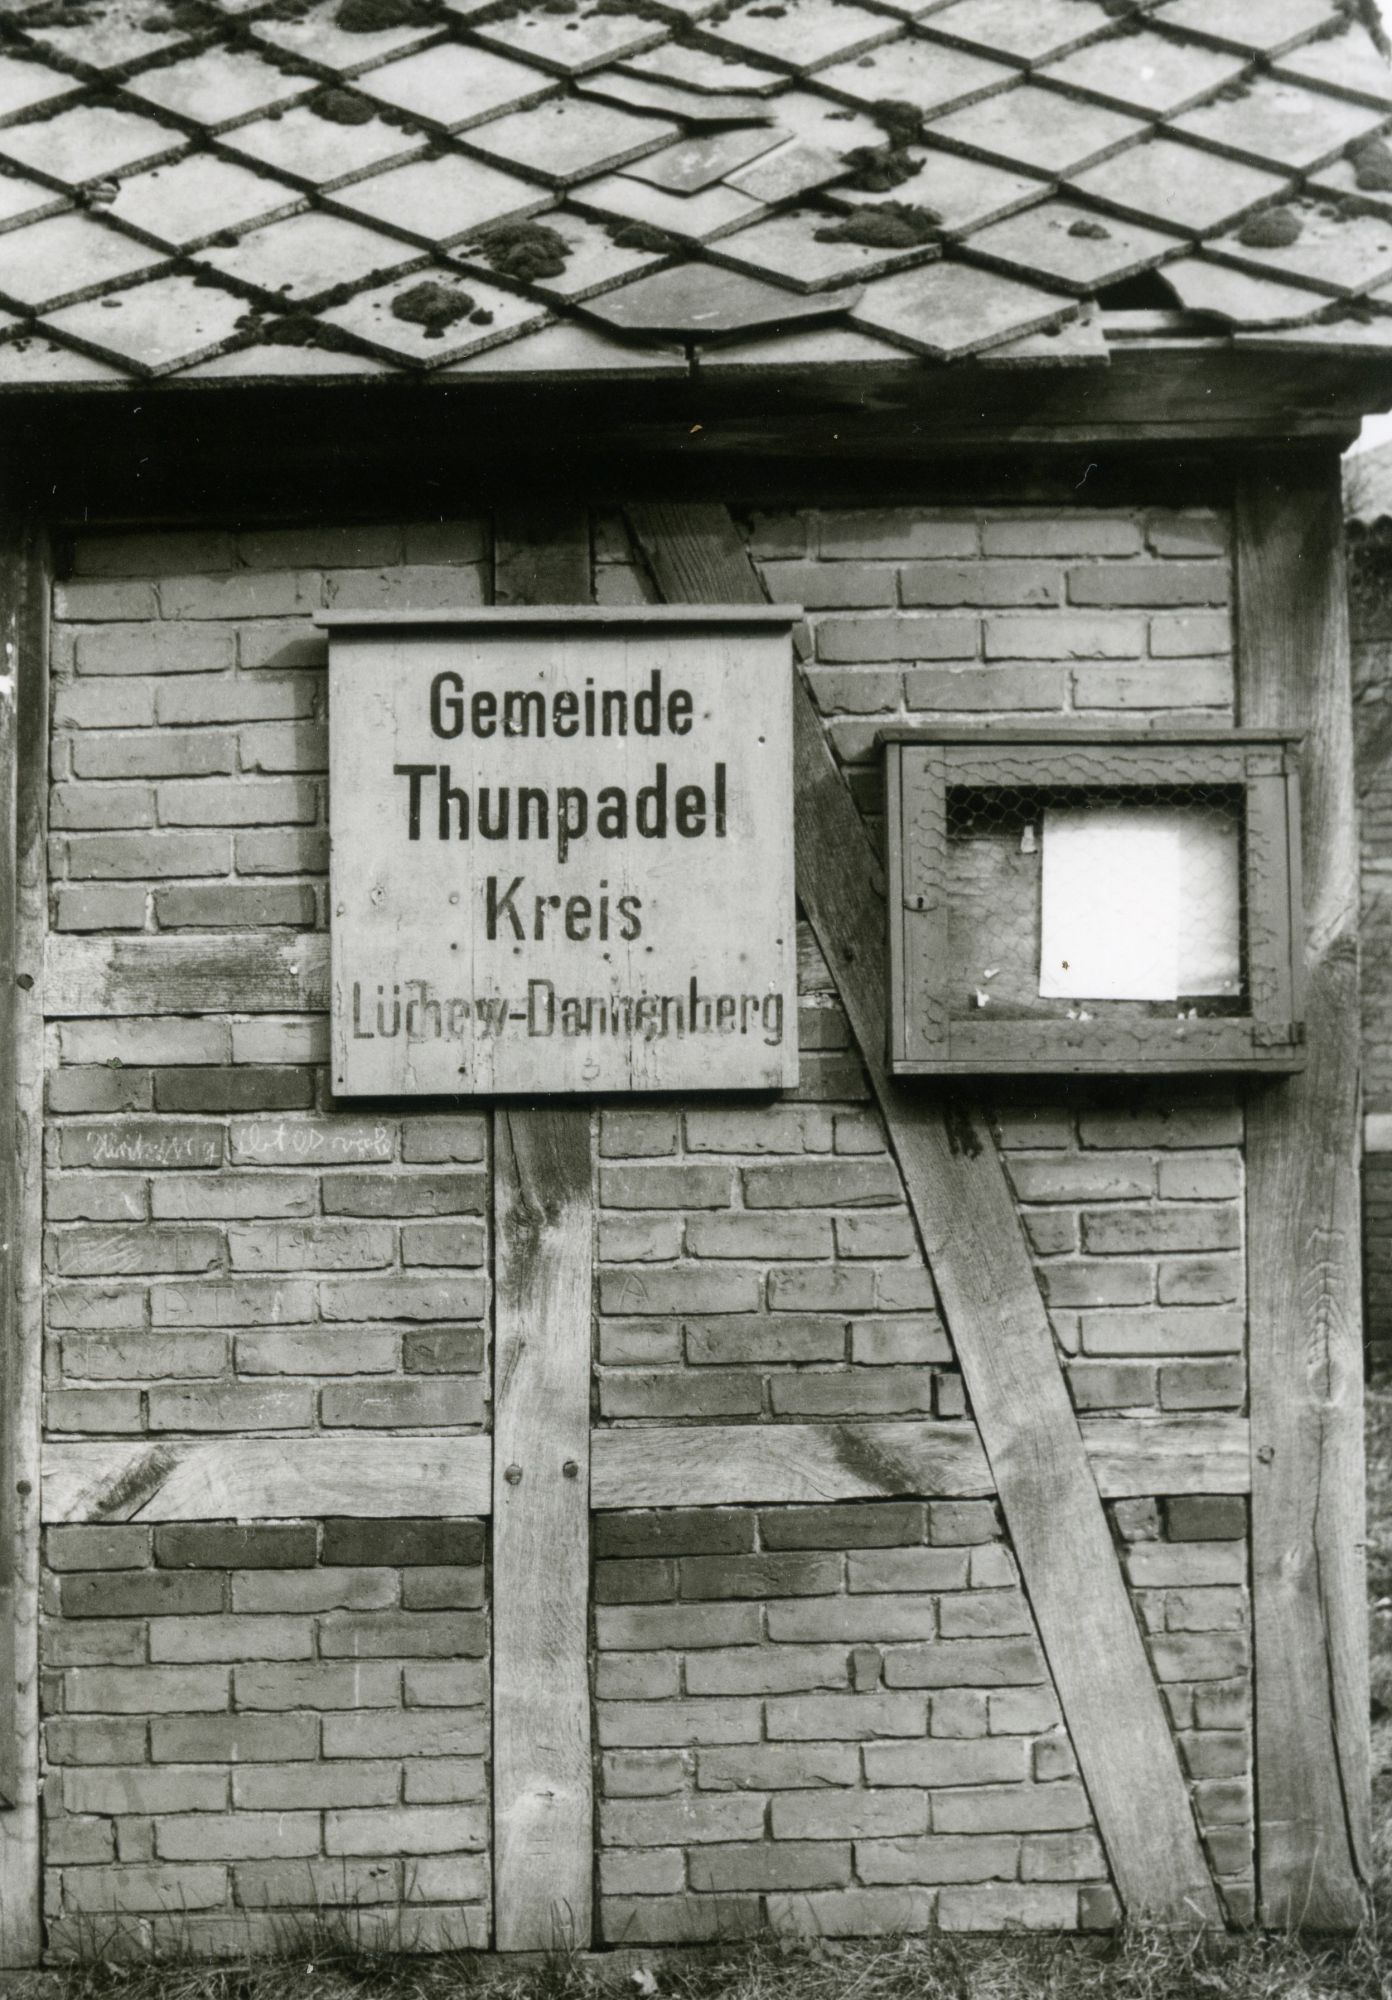 Gemeinde
Thunpadel
Kreis
Lüchow-Dannenberg